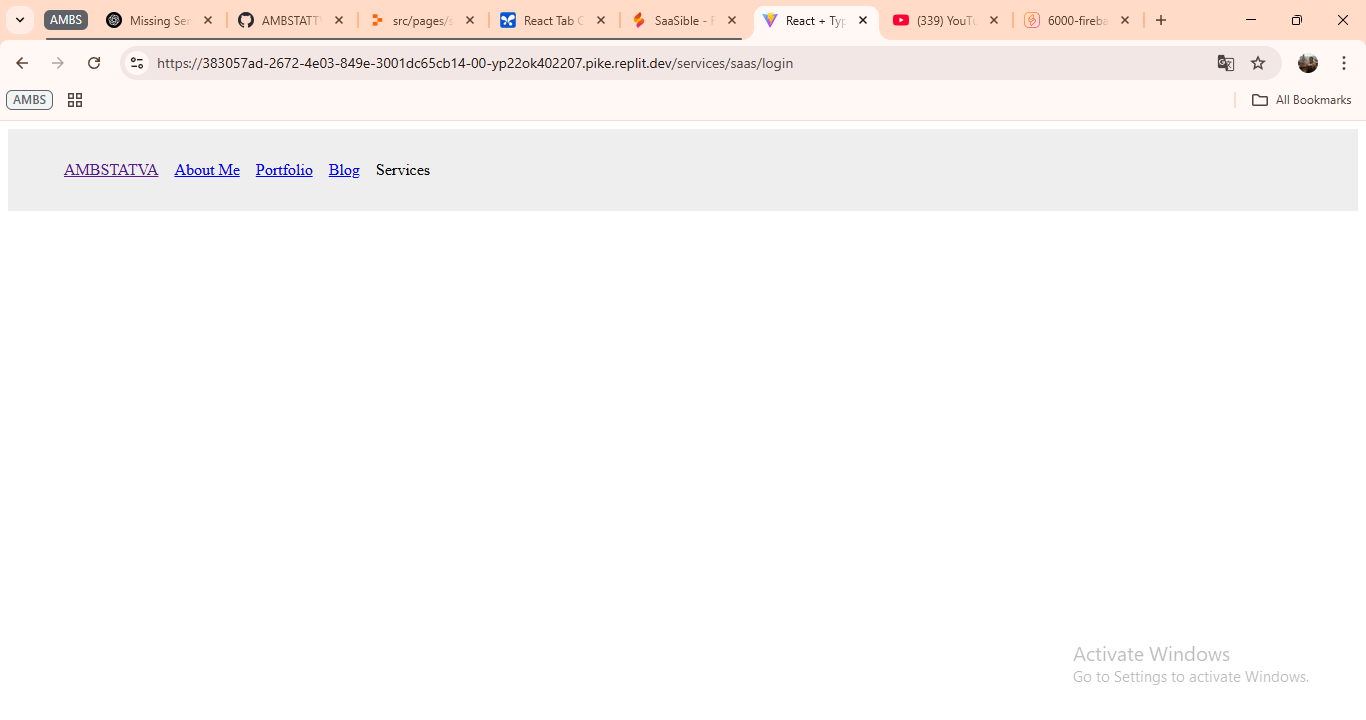 AMBS
Missing Ser
AMBSTATT
src/pages/s
React Tab C
SaaSible - F
React + Typ
(339) YouTu
6000-fireba
https://383057ad-2672-4e03-849e-3001dc65cb14-00-yp22ok402207.pike.replit.dev/services/saas/login
AMBS
All Bookmarks
AMBSTATVA About Me Portfolio Blog Services
Activate Windows
Go to Settings to activate Windows.